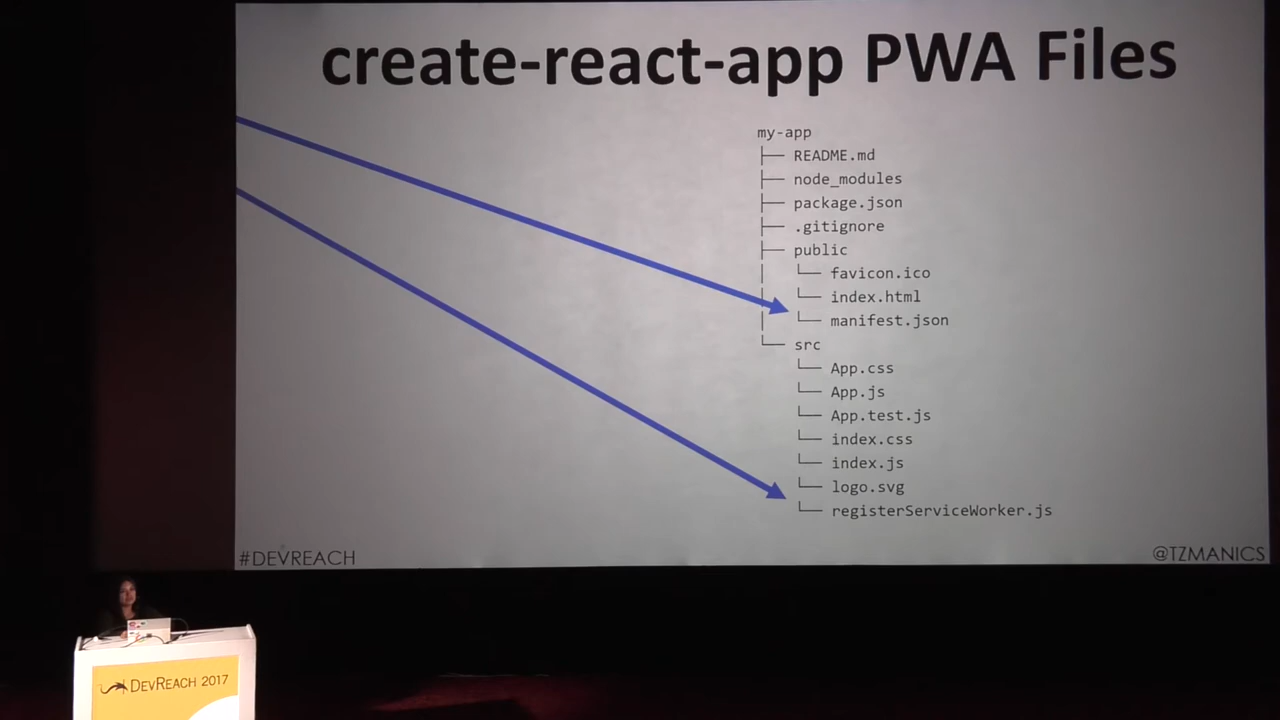 create-react-app PWA Files
my-app
├── README.md
├── node_modules
├── package.json
├── .gitignore
├── public
│   └── favicon.ico
│   └── index.html
│   └── manifest.json
└── src
    └── App.css
    └── App.js
    └── App.test.js
    └── index.css
    └── index.js
    └── logo.svg
    └── registerServiceWorker.js
#DEVREACH
@TZMANICS
DEVREACH 2017